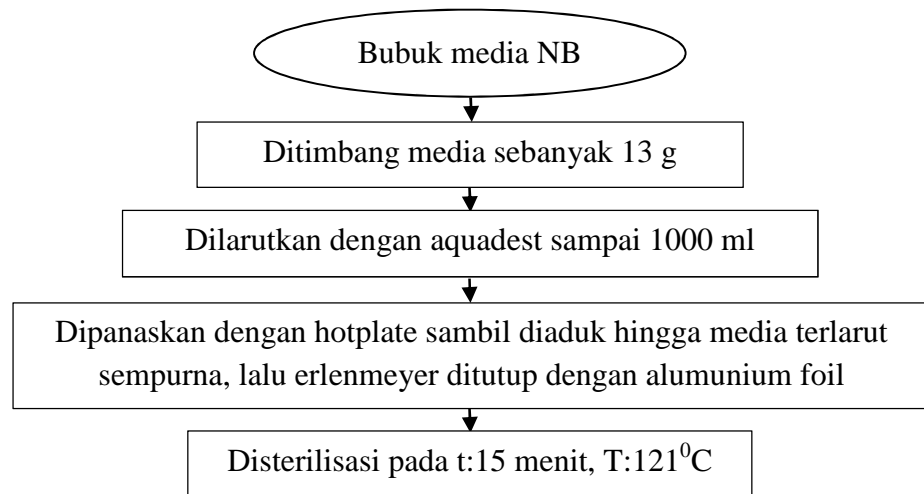 Bubuk media NB
Ditimbang media sebanyak 13 g
Dilarutkan dengan aquadest sampai 1000 ml
Dipanaskan dengan hotplate sambil diaduk hingga media terlarut
sempurna, lalu erlenmeyer ditutup dengan alumunium foil
Disterilisasi pada t:15 menit, T:121⁰C